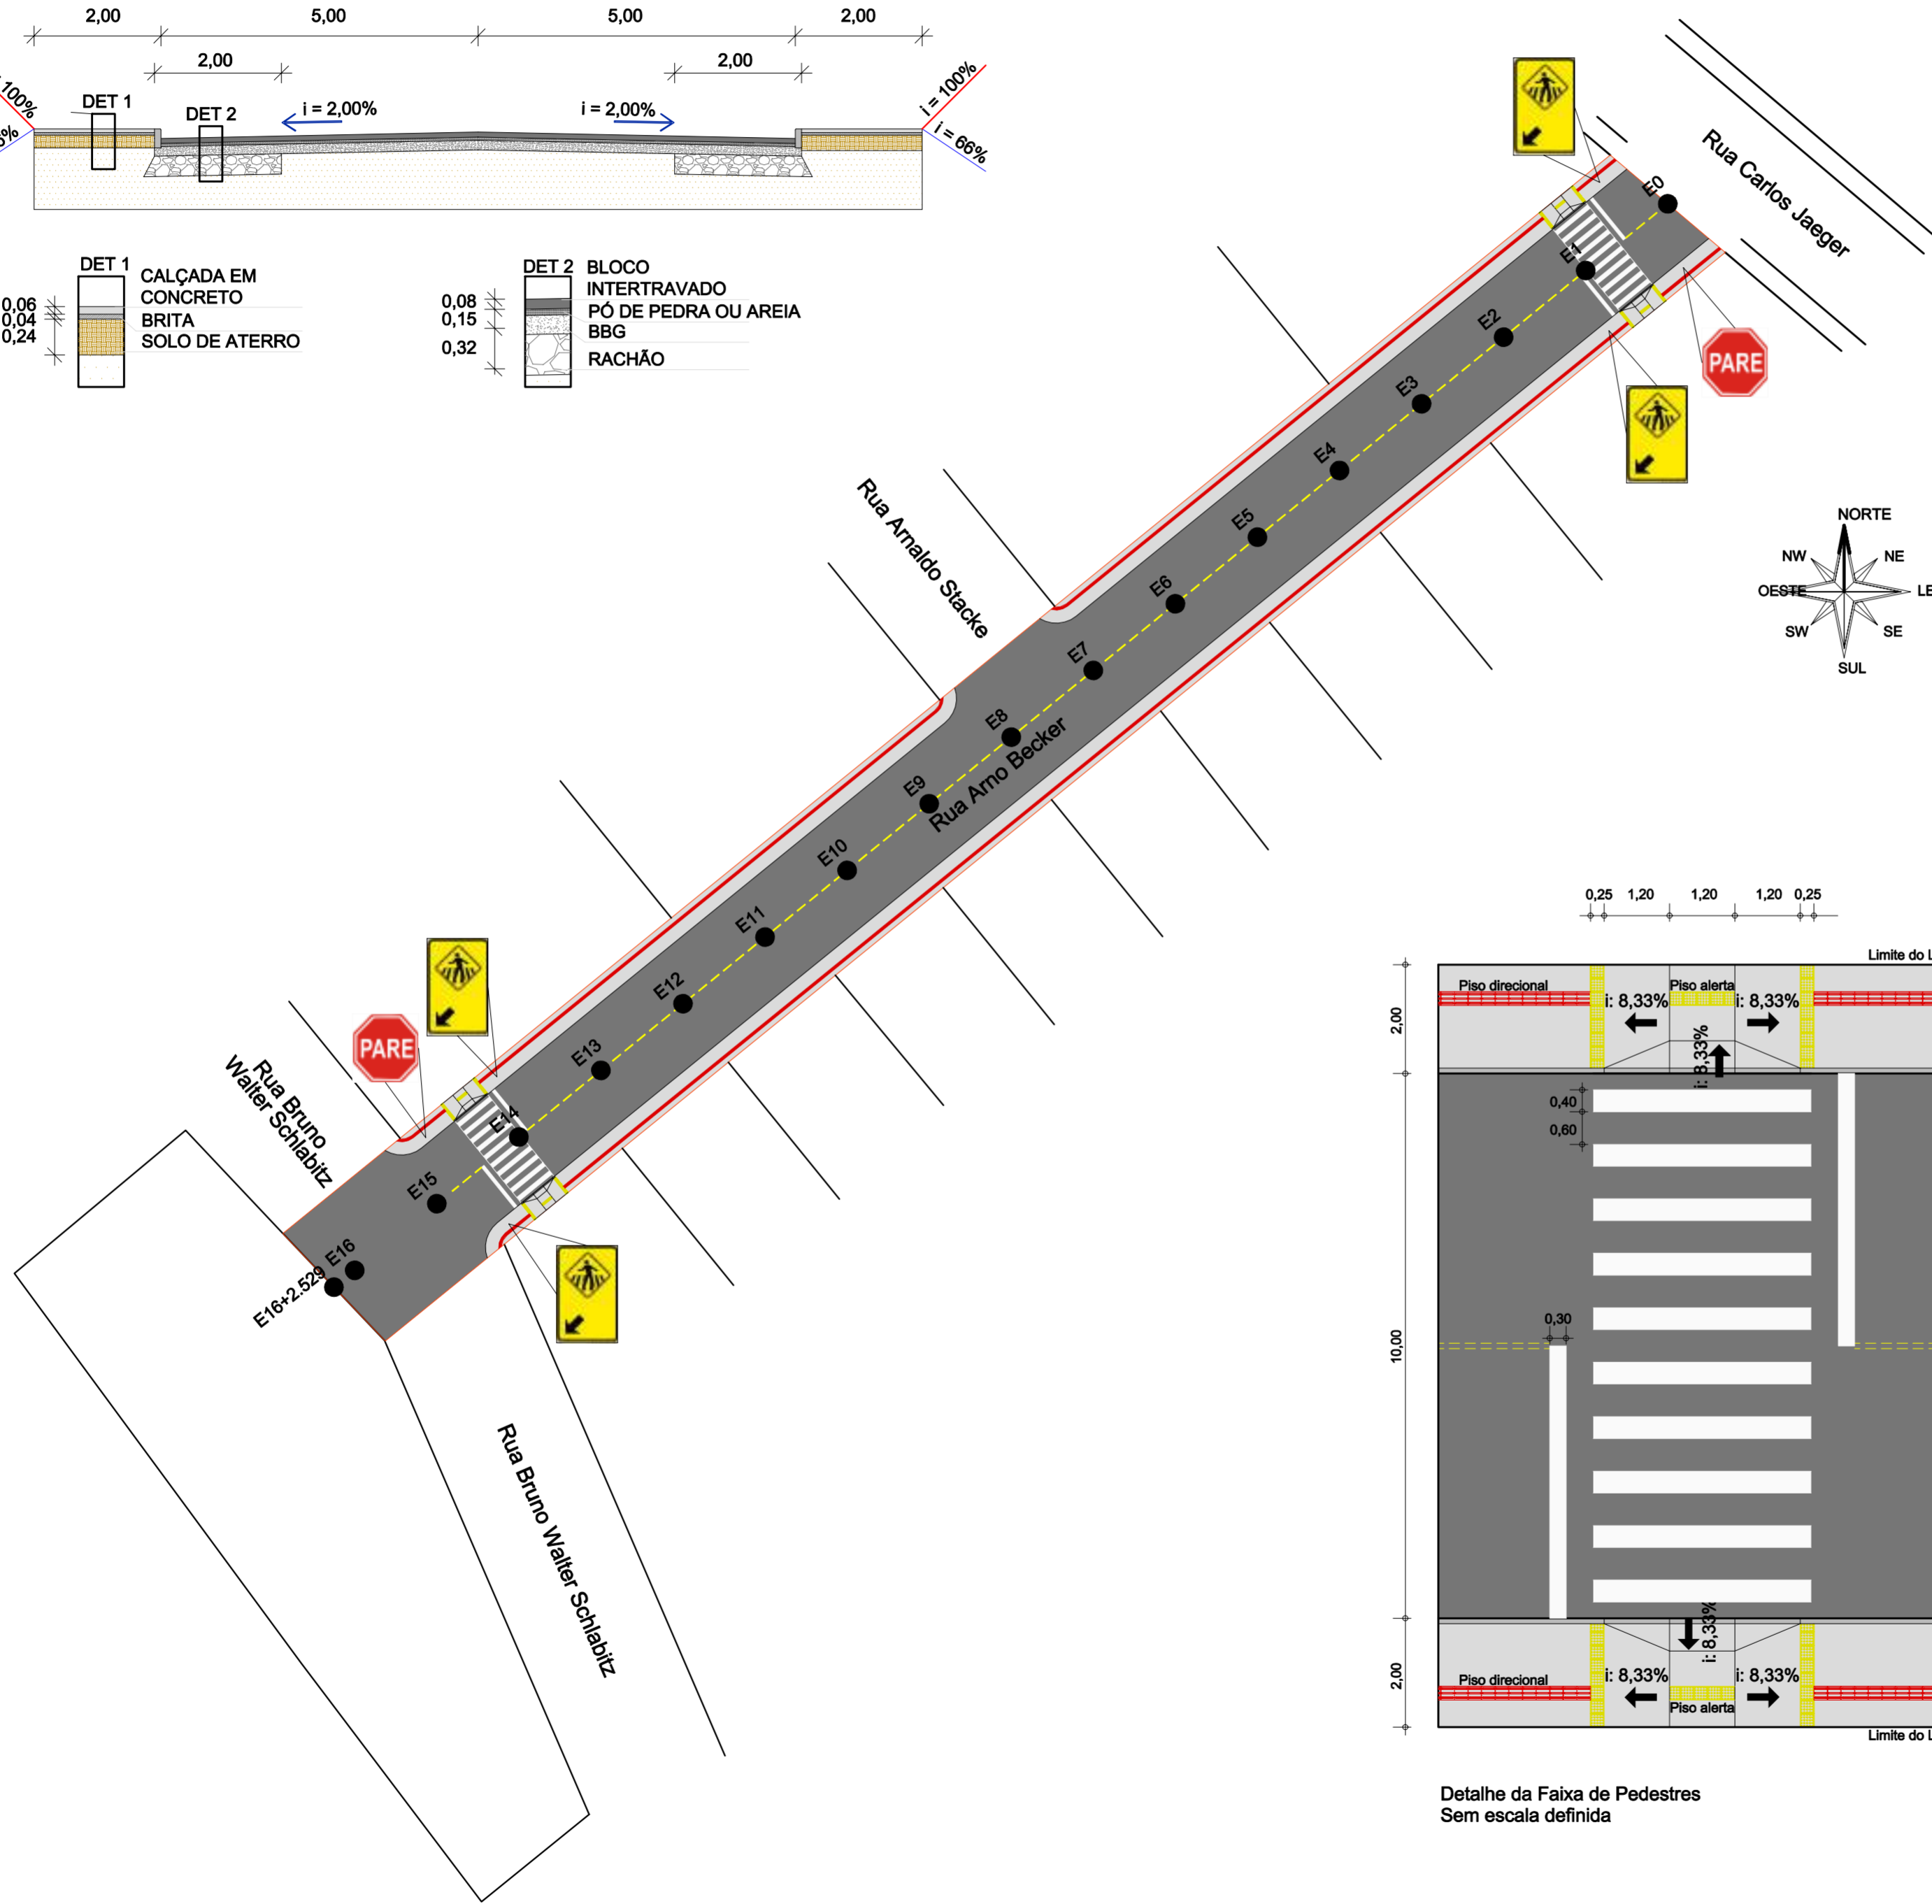 2,00
5,00
5,00
2,00
2,00
2,00
100%
DET 1
DET 2
i = 2,00%
i = 2,00%
i = 100%
i = 66%
DET 1
CALÇADA EM
CONCRETO
BRITA
SOLO DE ATERRO
0,06
0,04
0,24
DET 2
BLOCO
INTERTRAVADO
PÓ DE PEDRA OU AREIA
BBG
RACHÃO
0,08
0,15
0,32
Rua Carlos Jaeger
E0
E1
E2
E3
E4
E5
E6
E7
E8
E9
E10
E11
E12
E13
E14
E15
E16
E16+2.529
PARE
Rua Arnaldo Stacke
Rua Arno Becker
NORTE
NW
NE
OESTE
LE
SW
SE
SUL
PARE
Rua Bruno
Walter Schlabitz
Rua Bruno Walter Schlabitz
0,25
1,20
1,20
1,20
0,25
Limite do L
Piso direcional
Piso alerta
i: 8,33%
i: 8,33%
i: 8,33%
2,00
0,40
0,60
0,30
10,00
i: 8,33%
i: 8,33%
i: 8,33%
Piso direcional
Piso alerta
2,00
Limite do L
Detalhe da Faixa de Pedestres
Sem escala definida